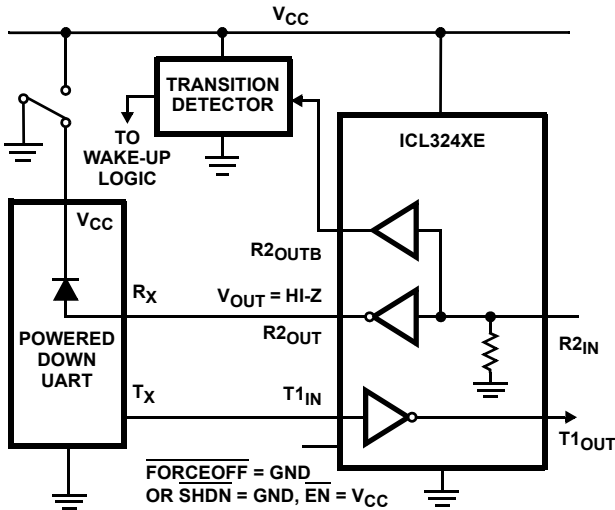 VCC
TRANSITION
DETECTOR
TO
WAKE-UP
LOGIC
ICL324XE
VCC
R2OUTB
RX
VOUT = HI-Z
R2OUT
R2IN
POWERED
DOWN
UART
TX
T1IN
T1OUT
FORCEOFF = GND
OR SHDN = GND, EN = VCC